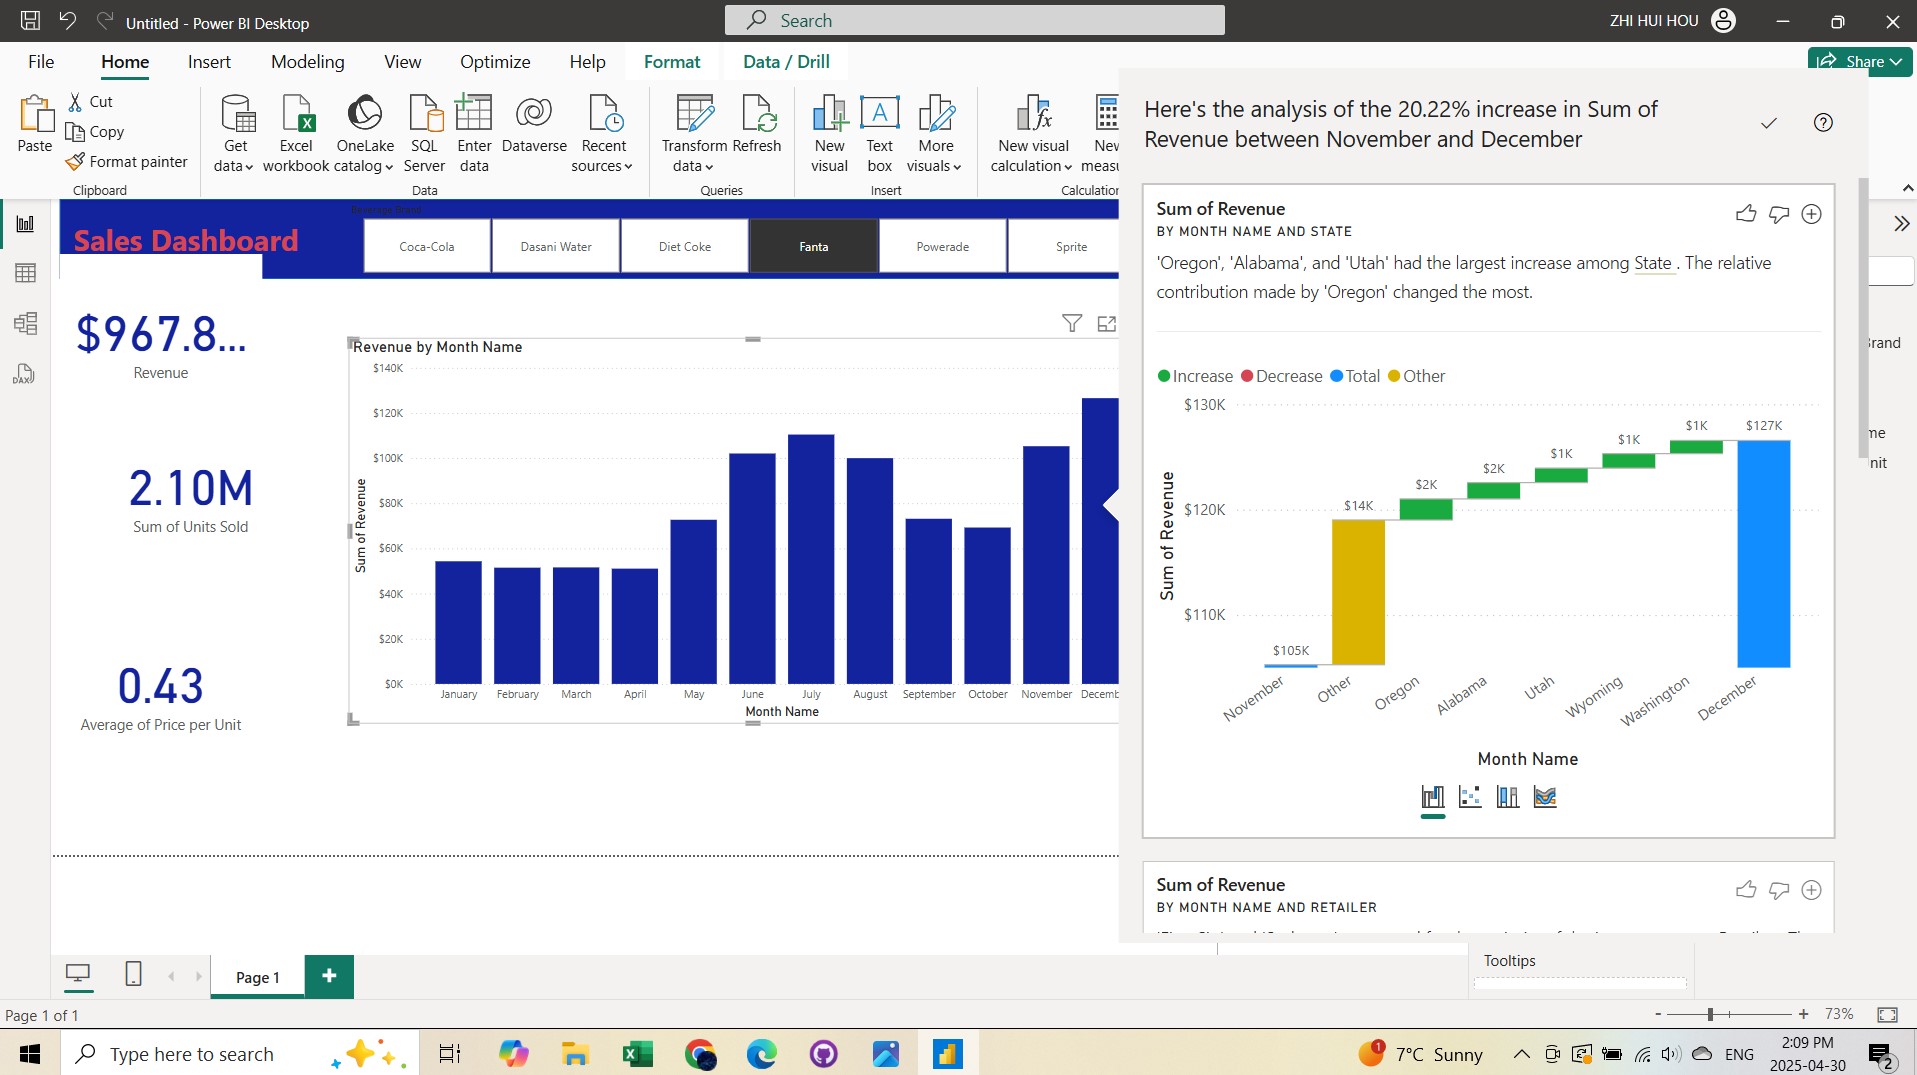 Untitled - Power BI Desktop
Search
ZHI HUI HOU
File
Home
Insert
Modeling
View
Optimize
Help
Format
Data / Drill
Share
Paste
Cut
Copy
Format painter
Clipboard
Get data
Excel workbook
OneLake catalog
SQL Server
Enter data
Dataverse
Recent sources
Data
Transform data
Refresh
Queries
New visual
Text box
More visuals
Insert
New visual calculation
New
Sales Dashboard
Coca-Cola
Dasani Water
Diet Coke
Fanta
Powerade
Sprite
$967.8...
Revenue
2.10M
Sum of Units Sold
0.43
Average of Price per Unit
Revenue by Month Name
Sum of Revenue
$140K
$120K
$100K
$80K
$60K
$40K
$20K
$0K
January
February
March
April
May
June
July
August
September
October
November
Decemb
Month Name
Here's the analysis of the 20.22% increase in Sum of
Revenue between November and December
Sum of Revenue
BY MONTH NAME AND STATE
'Oregon', 'Alabama', and 'Utah' had the largest increase among State . The relative
contribution made by 'Oregon' changed the most.
Increase
Decrease
Total
Other
Sum of Revenue
$130K
$120K
$110K
$105K
$14K
$2K
$2K
$1K
$1K
$1K
$127K
November
Other
Oregon
Alabama
Utah
Wyoming
Washington
December
Month Name
Sum of Revenue
BY MONTH NAME AND RETAILER
Tooltips
Page 1
Page 1 of 1
- + 73%
Type here to search
1
7°C Sunny
ENG
2:09 PM
2025-04-30
2